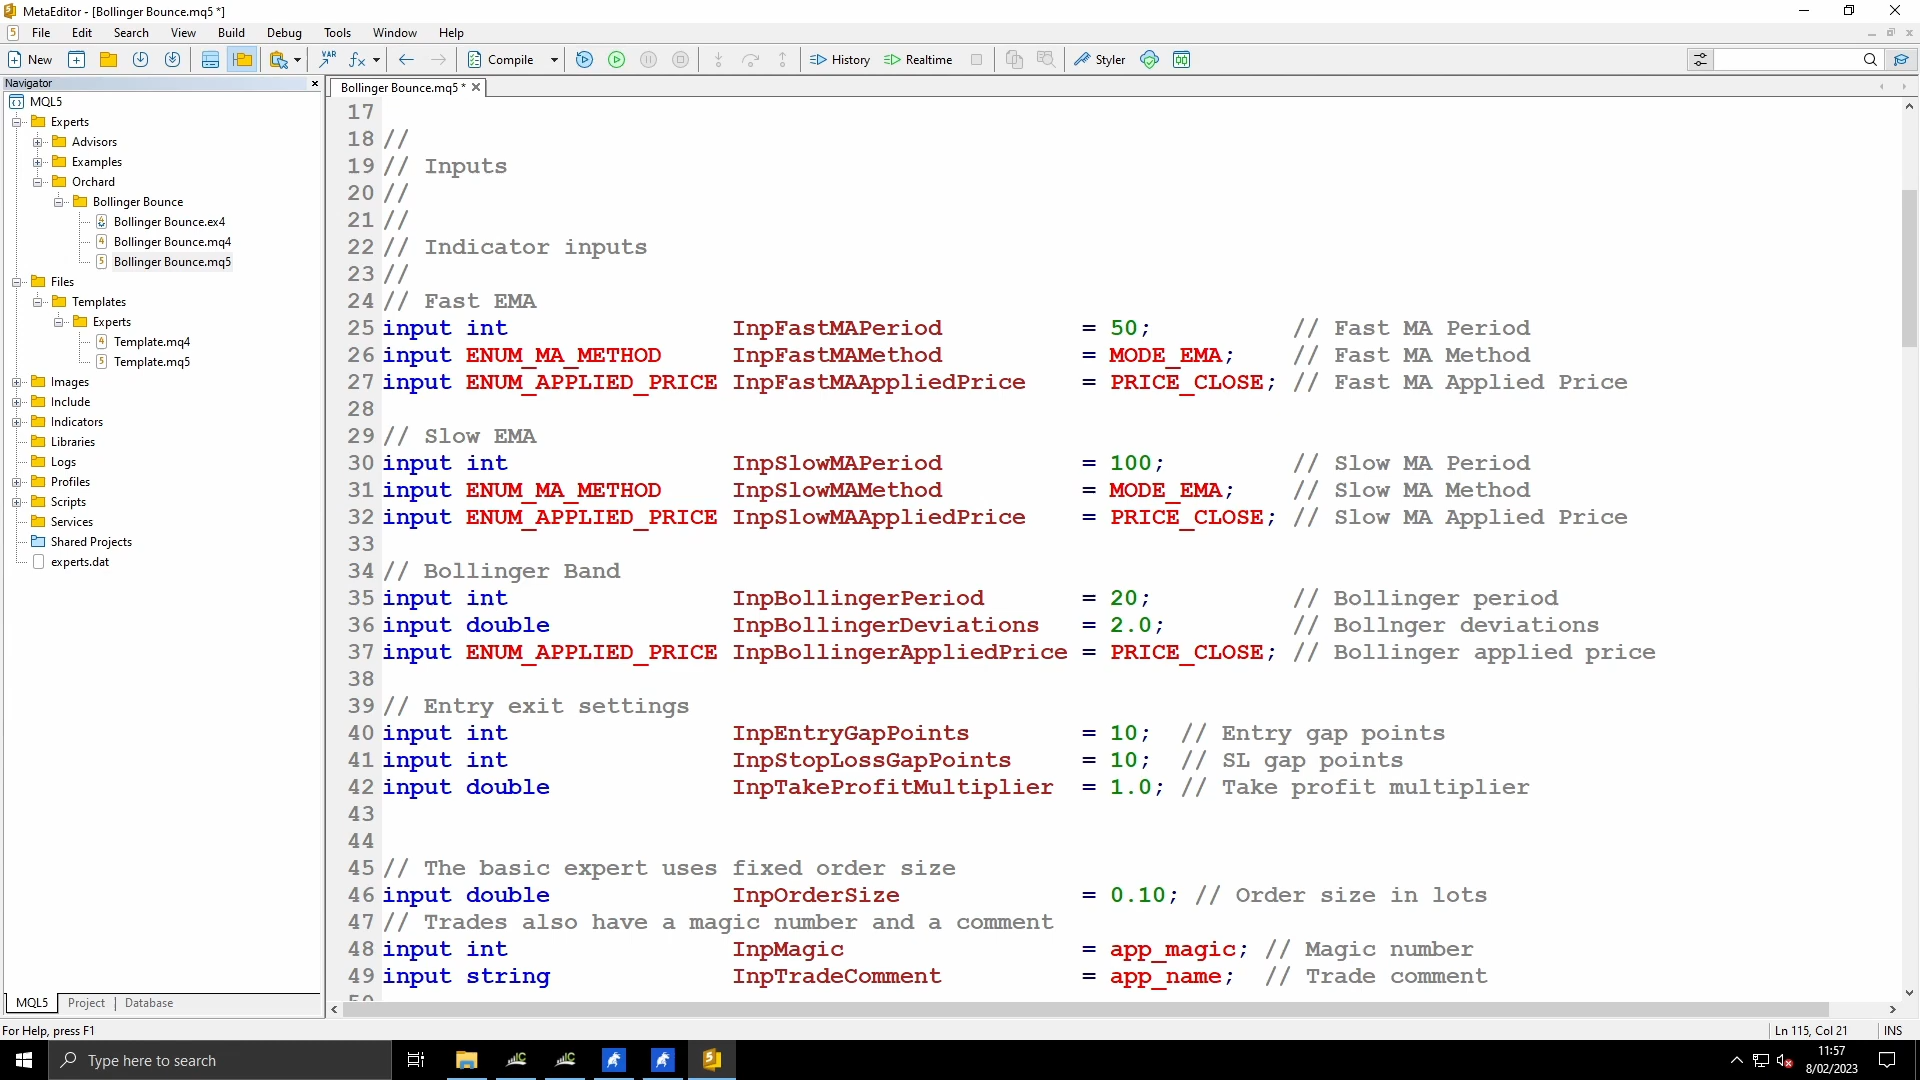 MetaEditor - [Bollinger Bounce.mq5 *]
File Edit Search View Build Debug Tools Window Help
New VAR fx Compile History Realtime Styler
Navigator
Bollinger Bounce.mq5 *
MQL5
Experts
Advisors
Examples
Orchard
Bollinger Bounce
Bollinger Bounce.ex4
Bollinger Bounce.mq4
Bollinger Bounce.mq5
Files
Templates
Experts
Template.mq4
Template.mq5
Images
Include
Indicators
Libraries
Logs
Profiles
Scripts
Services
Shared Projects
experts.dat
MQL5 Project Database
17
18 //
19 // Inputs
20 //
21 //
22 // Indicator inputs
23 //
24 // Fast EMA
25 input int InpFastMAPeriod = 50; // Fast MA Period
26 input ENUM_MA_METHOD InpFastMAMethod = MODE_EMA; // Fast MA Method
27 input ENUM_APPLIED_PRICE InpFastMAAppliedPrice = PRICE_CLOSE; // Fast MA Applied Price
28
29 // Slow EMA
30 input int InpSlowMAPeriod = 100; // Slow MA Period
31 input ENUM_MA_METHOD InpSlowMAMethod = MODE_EMA; // Slow MA Method
32 input ENUM_APPLIED_PRICE InpSlowMAAppliedPrice = PRICE_CLOSE; // Slow MA Applied Price
33
34 // Bollinger Band
35 input int InpBollingerPeriod = 20; // Bollinger period
36 input double InpBollingerDeviations = 2.0; // Bollnger deviations
37 input ENUM_APPLIED_PRICE InpBollingerAppliedPrice = PRICE_CLOSE; // Bollinger applied price
38
39 // Entry exit settings
40 input int InpEntryGapPoints = 10; // Entry gap points
41 input int InpStopLossGapPoints = 10; // SL gap points
42 input double InpTakeProfitMultiplier = 1.0; // Take profit multiplier
43
44
45 // The basic expert uses fixed order size
46 input double InpOrderSize = 0.10; // Order size in lots
47 // Trades also have a magic number and a comment
48 input int InpMagic = app_magic; // Magic number
49 input string InpTradeComment = app_name; // Trade comment
For Help, press F1 Ln 115, Col 21 INS
Type here to search
11:57
8/02/2023